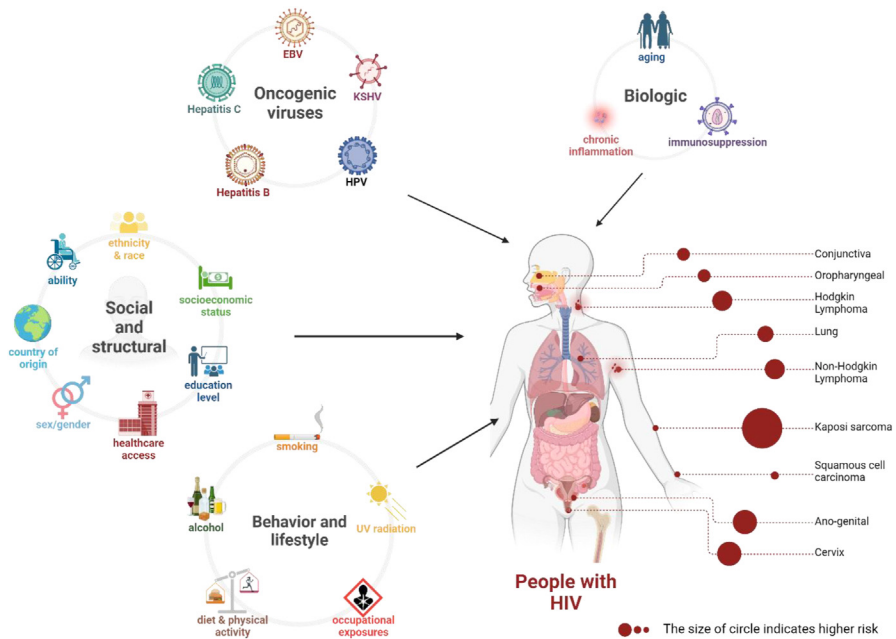 EBV
Hepatitis C
Oncogenic
viruses
KSHV
Hepatitis B
HPV
aging
Biologic
chronic
inflammation
immunosuppression
ethnicity
& race
ability
socioeconomic
status
Social
and
structural
country of
origin
education
level
sex/gender
healthcare
access
smoking
alcohol
Behavior and
lifestyle
UV radiation
diet & physical
activity
occupational
exposures
Conjunctiva
Oropharyngeal
Hodgkin
Lymphoma
Lung
Non-Hodgkin
Lymphoma
Kaposi sarcoma
Squamous cell
carcinoma
Ano-genital
Cervix
People with
HIV
The size of circle indicates higher risk